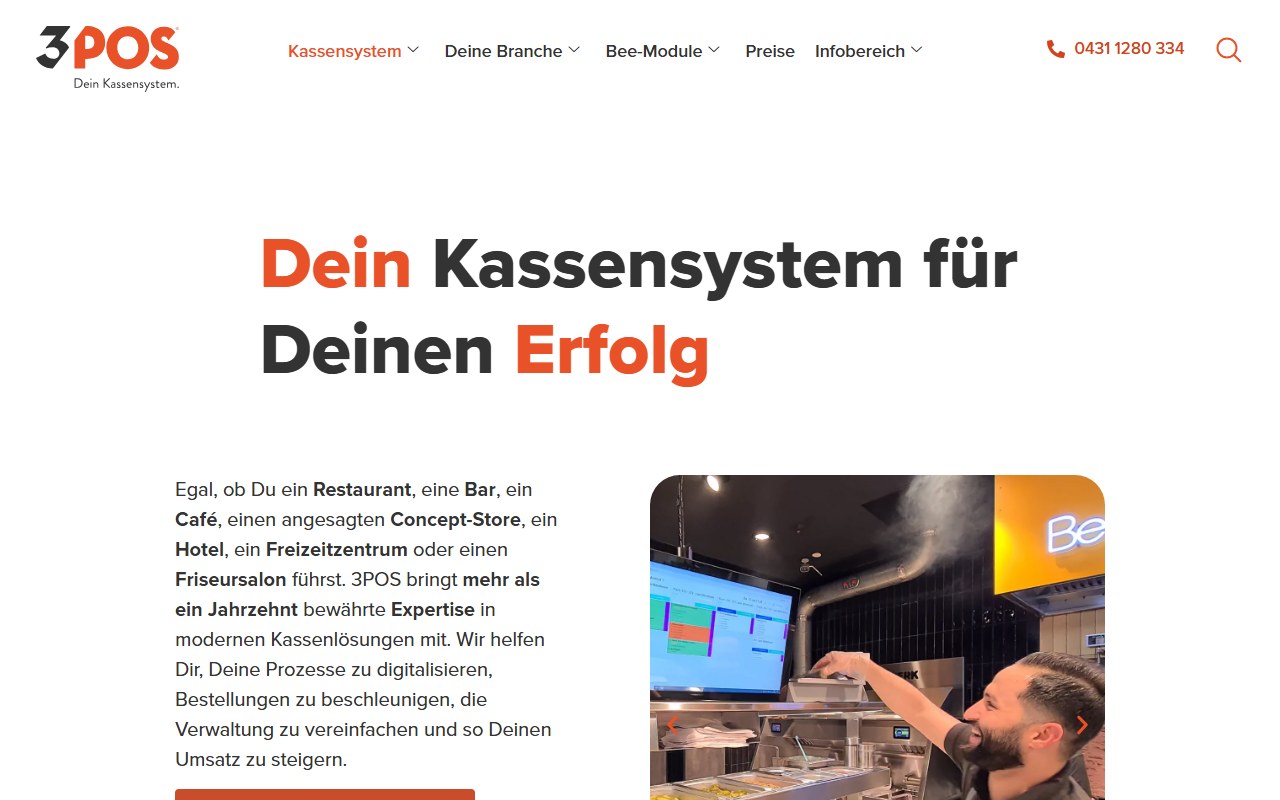 3POS
Dein Kassensystem.
Kassensystem
Deine Branche
Bee-Module
Preise
Infobereich
0431 1280 334
Dein Kassensystem für
Deinen Erfolg
Egal, ob Du ein Restaurant, eine Bar, ein
Café, einen angesagten Concept-Store, ein
Hotel, ein Freizeitzentrum oder einen
Friseursalon führst. 3POS bringt mehr als
ein Jahrzehnt bewährte Expertise in
modernen Kassenlösungen mit. Wir helfen
Dir, Deine Prozesse zu digitalisieren,
Bestellungen zu beschleunigen, die
Verwaltung zu vereinfachen und so Deinen
Umsatz zu steigern.
Be